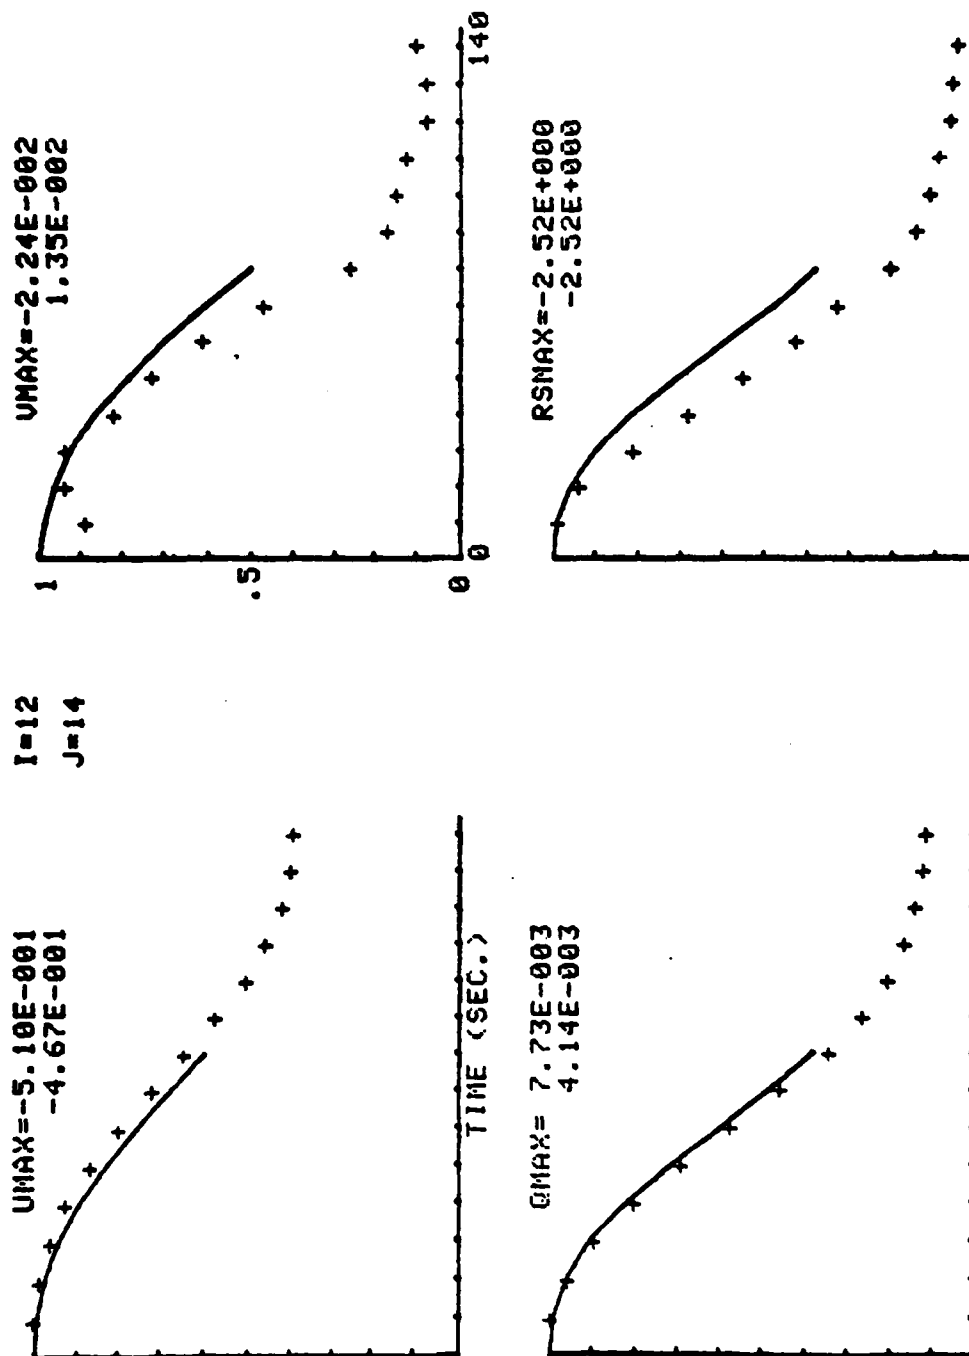 UMAX=-5.10E-001
-4.67E-001
I=12
J=14
VMAX=-2.24E-002
1.35E-002
1
.5
0
0
140
TIME (SEC.)
QMAX= 7.73E-003
4.14E-003
RSMAX=-2.52E+000
-2.52E+000